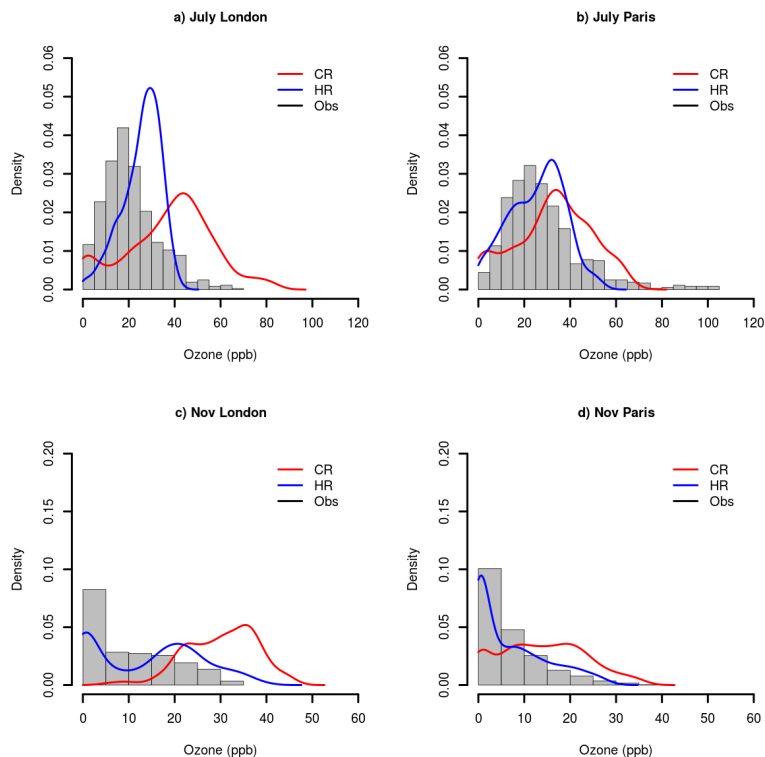 a) July London
0.00 0.01 0.02 0.03 0.04 0.05 0.06
Density
CR
HR
Obs
0 20 40 60 80 100 120
Ozone (ppb)
b) July Paris
0.00 0.01 0.02 0.03 0.04 0.05 0.06
Density
CR
HR
Obs
0 20 40 60 80 100 120
Ozone (ppb)
c) Nov London
0.00 0.05 0.10 0.15 0.20
Density
CR
HR
Obs
0 10 20 30 40 50 60
Ozone (ppb)
d) Nov Paris
0.00 0.05 0.10 0.15 0.20
Density
CR
HR
Obs
0 10 20 30 40 50 60
Ozone (ppb)